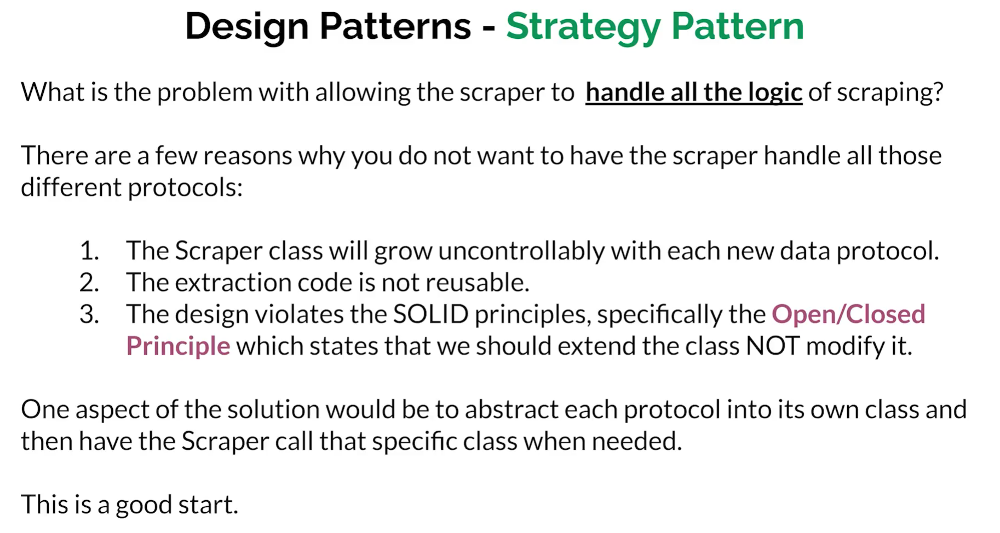 Design Patterns - Strategy Pattern
What is the problem with allowing the scraper to handle all the logic of scraping?
There are a few reasons why you do not want to have the scraper handle all those
different protocols:
1. The Scraper class will grow uncontrollably with each new data protocol.
2. The extraction code is not reusable.
3. The design violates the SOLID principles, specifically the Open/Closed
Principle which states that we should extend the class NOT modify it.
One aspect of the solution would be to abstract each protocol into its own class and
then have the Scraper call that specific class when needed.
This is a good start.